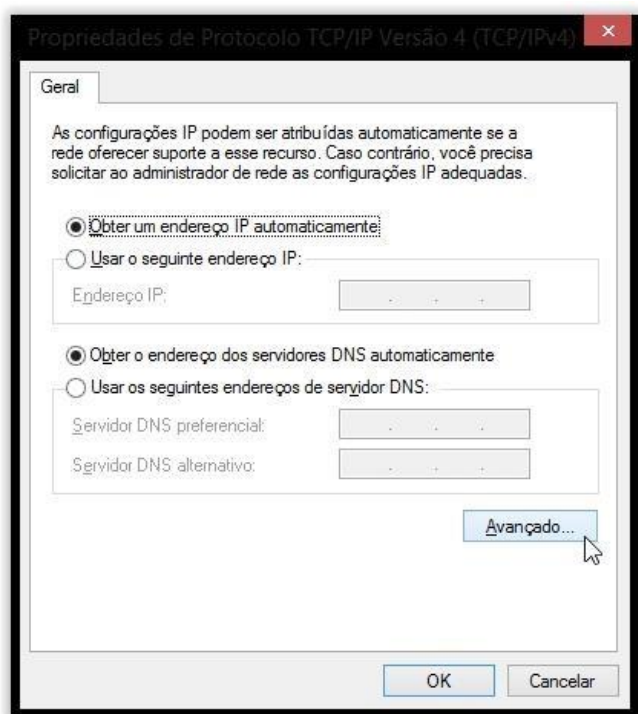 Propriedades de Protocolo TCP/IP Versão 4 (TCP/IPv4)
Geral
As configurações IP podem ser atribuídas automaticamente se a
rede oferecer suporte a esse recurso. Caso contrário, você precisa
solicitar ao administrador de rede as configurações IP adequadas.
Obter um endereço IP automaticamente
Usar o seguinte endereço IP:
Endereço IP:
Obter o endereço dos servidores DNS automaticamente
Usar os seguintes endereços de servidor DNS:
Servidor DNS preferencial:
Servidor DNS alternativo:
Avançado...
OK
Cancelar